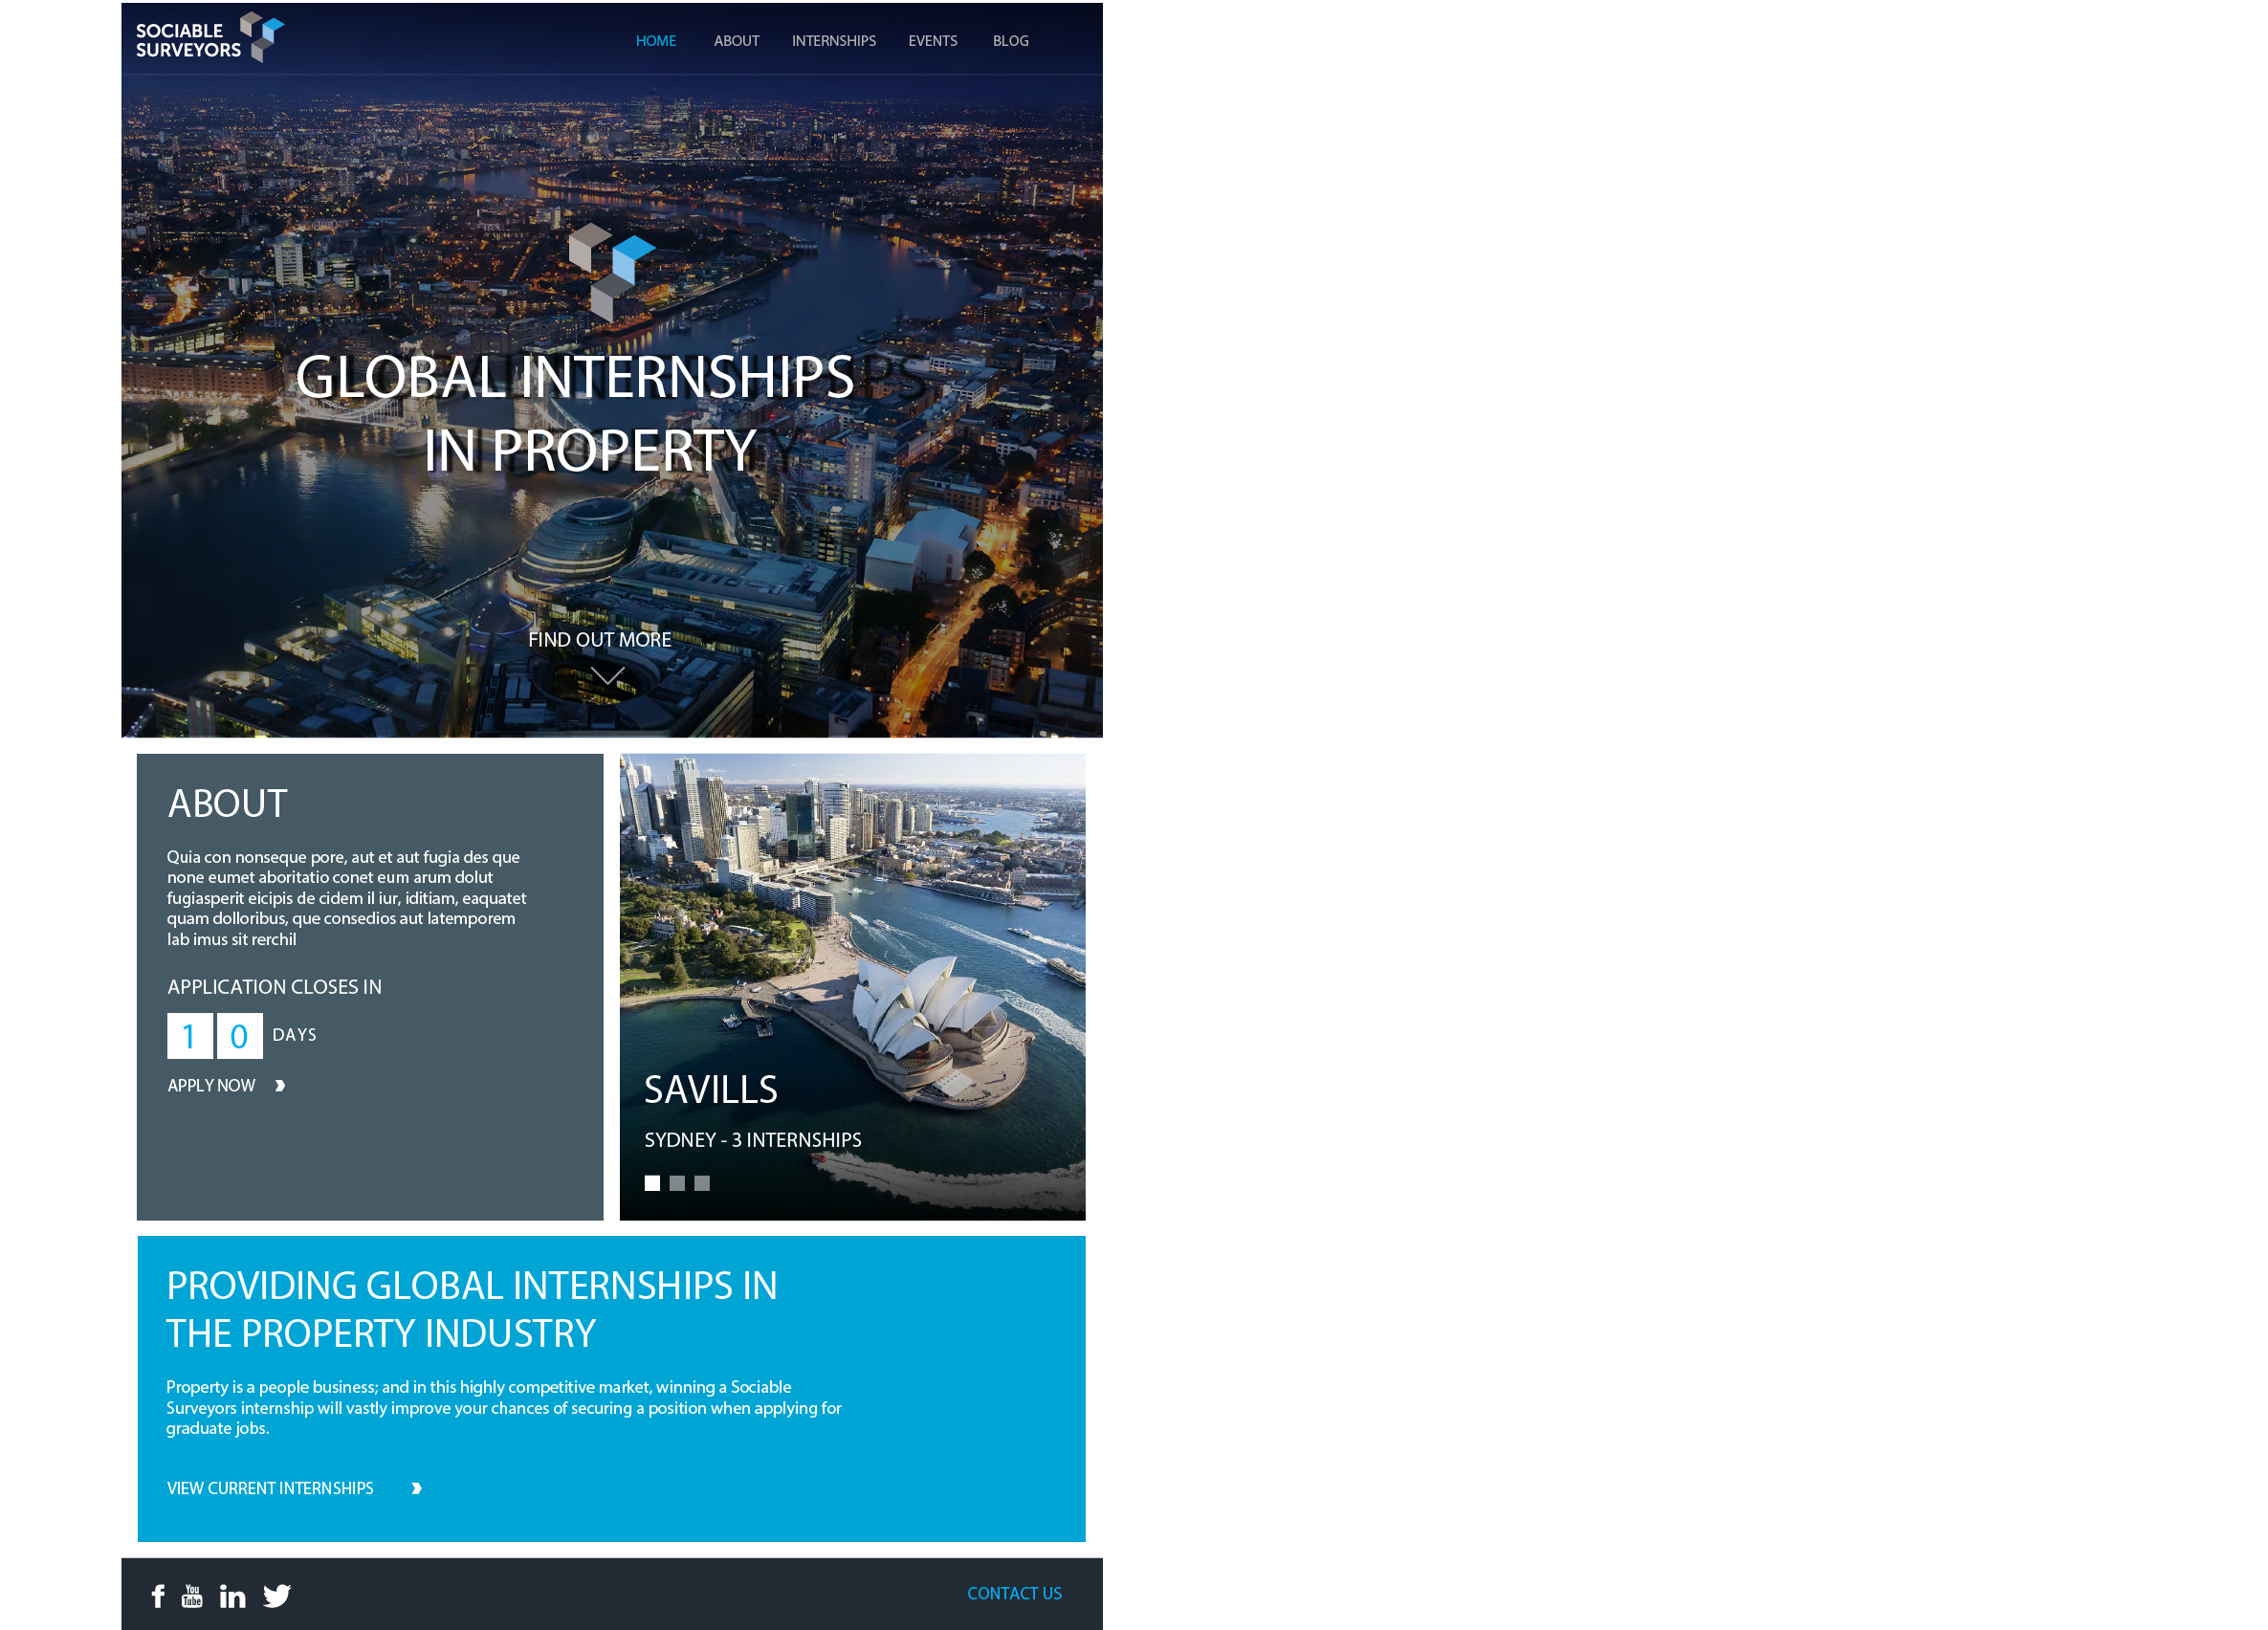 SOCIABLE
SURVEYORS
HOME ABOUT INTERNSHIPS EVENTS BLOG
GLOBAL INTERNSHIPS
IN PROPERTY
FIND OUT MORE
ABOUT
Quia con nonseque pore, aut et aut fugia des que
none eumet aboritatio conet eum arum dolut
fugiasperit eicipis de cidem il iur, iditiam, eaquatet
quam dolloribus, que consedios aut latemporem
lab imus sit rerchil
APPLICATION CLOSES IN
10 DAYS
APPLY NOW
SAVILLS
SYDNEY - 3 INTERNSHIPS
PROVIDING GLOBAL INTERNSHIPS IN
THE PROPERTY INDUSTRY
Property is a people business; and in this highly competitive market, winning a Sociable
Surveyors internship will vastly improve your chances of securing a position when applying for
graduate jobs.
VIEW CURRENT INTERNSHIPS
f You Tube in
CONTACT US